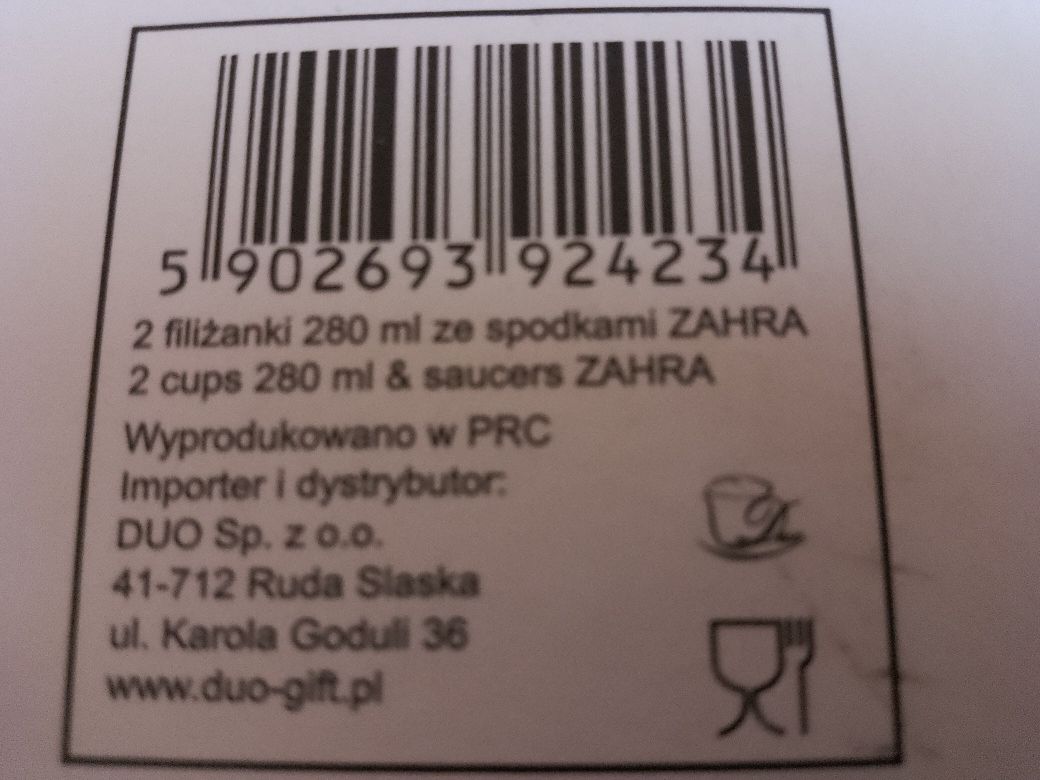 5 902693 924234
2 filiżanki 280 ml ze spodkami ZAHRA
2 cups 280 ml & saucers ZAHRA
Wyprodukowano w PRC
Importer i dystrybutor:
DUO Sp. z o.o.
41-712 Ruda Slaska
ul. Karola Goduli 36
www.duo-gift.pl